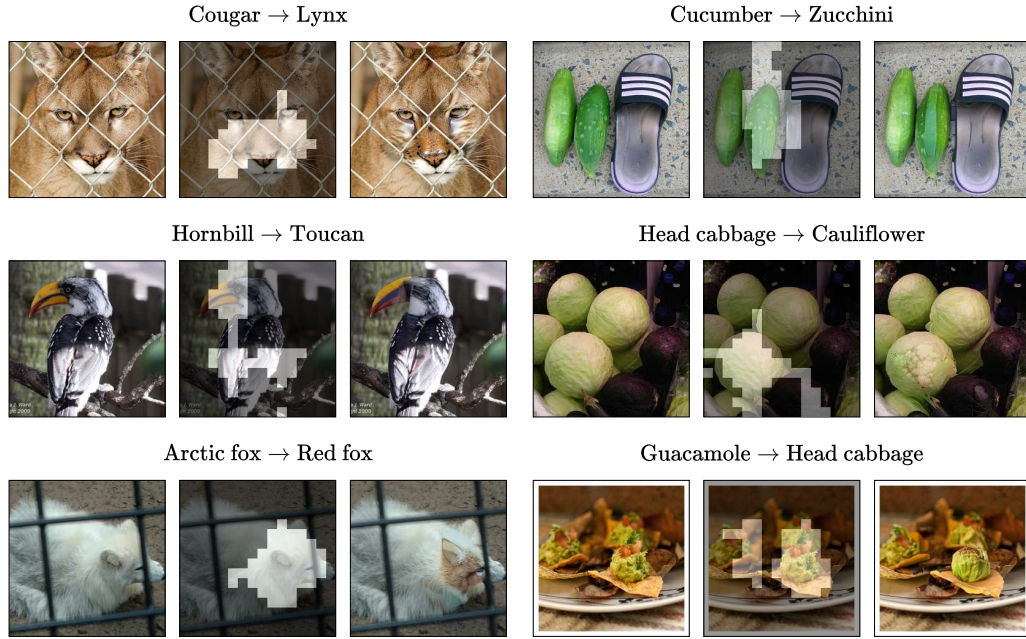 Cougar → Lynx
Cucumber → Zucchini
Hornbill → Toucan
Head cabbage → Cauliflower
Arctic fox → Red fox
Guacamole → Head cabbage